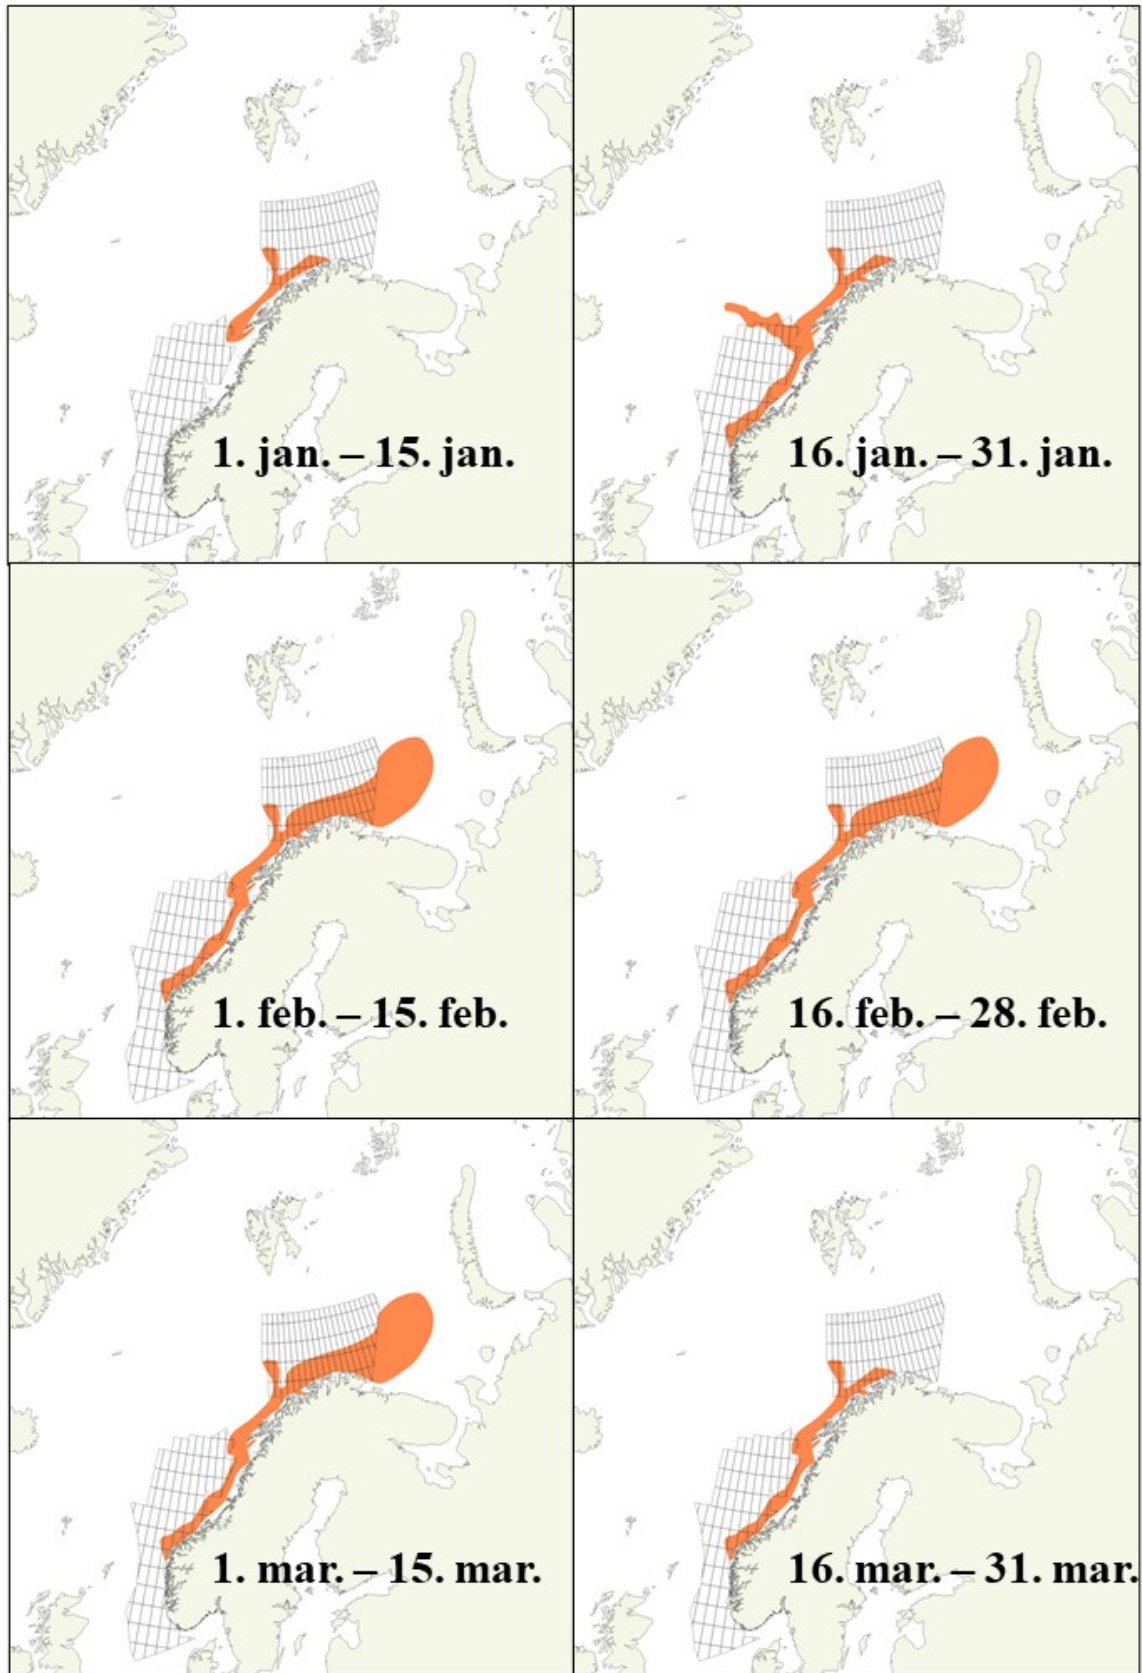 1. jan. – 15. jan.
16. jan. – 31. jan.
1. feb. – 15. feb.
16. feb. – 28. feb.
1. mar. – 15. mar.
16. mar. – 31. mar.